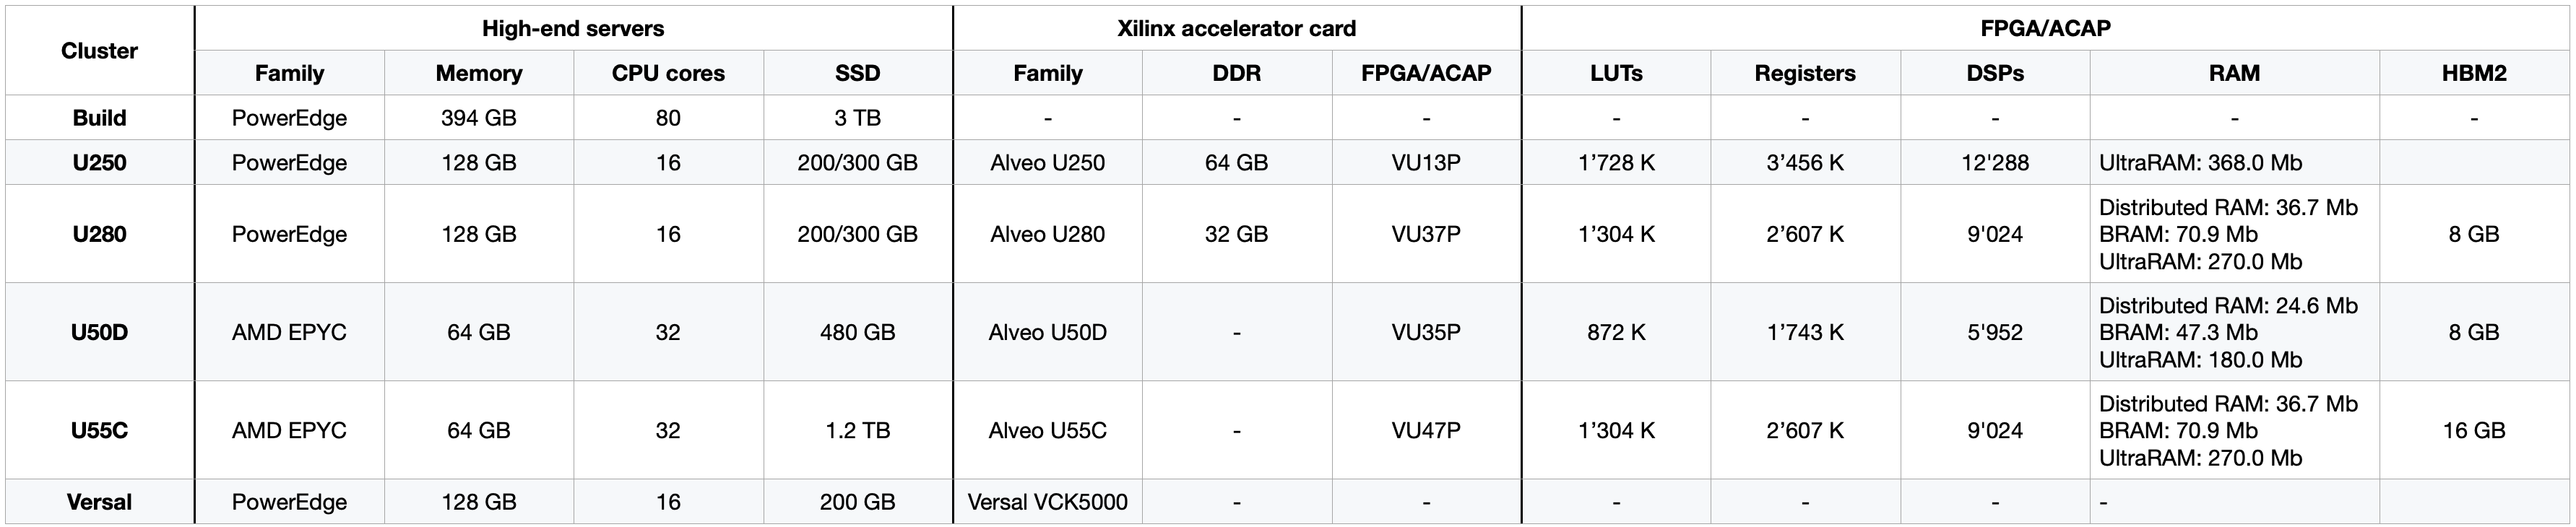 Cluster High-end servers Xilinx accelerator card FPGA/ACAP
Family Memory CPU cores SSD Family DDR FPGA/ACAP LUTs Registers DSPs RAM HBM2
Build PowerEdge 394 GB 80 3 TB - - - - - - - -
U250 PowerEdge 128 GB 16 200/300 GB Alveo U250 64 GB VU13P 1’728 K 3’456 K 12'288 UltraRAM: 368.0 Mb
U280 PowerEdge 128 GB 16 200/300 GB Alveo U280 32 GB VU37P 1’304 K 2’607 K 9'024 Distributed RAM: 36.7 Mb
BRAM: 70.9 Mb
UltraRAM: 270.0 Mb
8 GB
U50D AMD EPYC 64 GB 32 480 GB Alveo U50D - VU35P 872 K 1’743 K 5'952 Distributed RAM: 24.6 Mb
BRAM: 47.3 Mb
UltraRAM: 180.0 Mb
8 GB
U55C AMD EPYC 64 GB 32 1.2 TB Alveo U55C - VU47P 1’304 K 2’607 K 9'024 Distributed RAM: 36.7 Mb
BRAM: 70.9 Mb
UltraRAM: 270.0 Mb
16 GB
Versal PowerEdge 128 GB 16 200 GB Versal VCK5000 - - - - - -